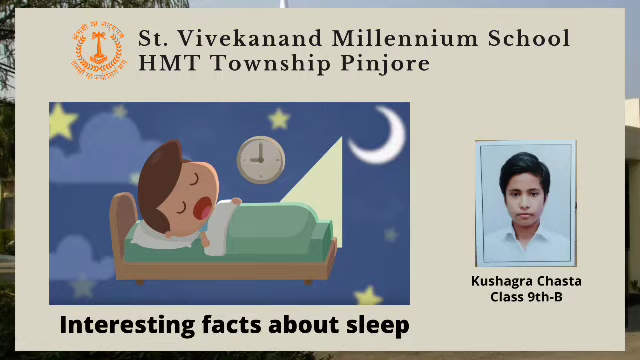 St. Vivekanand Millennium School
HMT Township Pinjore
Kushagra Chasta
Class 9th-B
Interesting facts about sleep